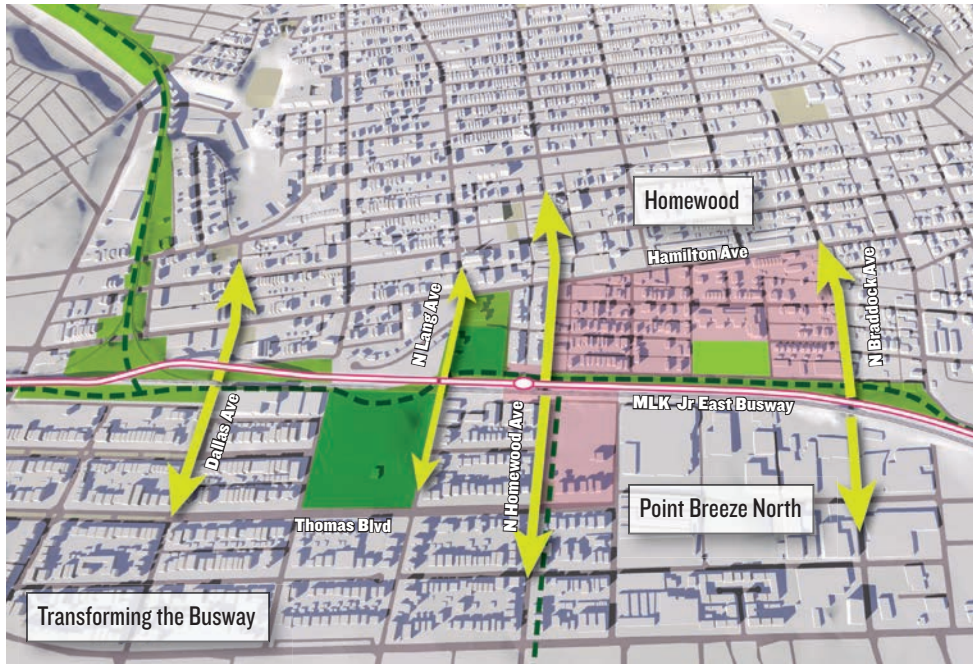 Homewood
Hamilton Ave
N Braddock Ave
N Lang Ave
MLK Jr East Busway
Dallas Ave
N Homewood Ave
Point Breeze North
Thomas Blvd
Transforming the Busway